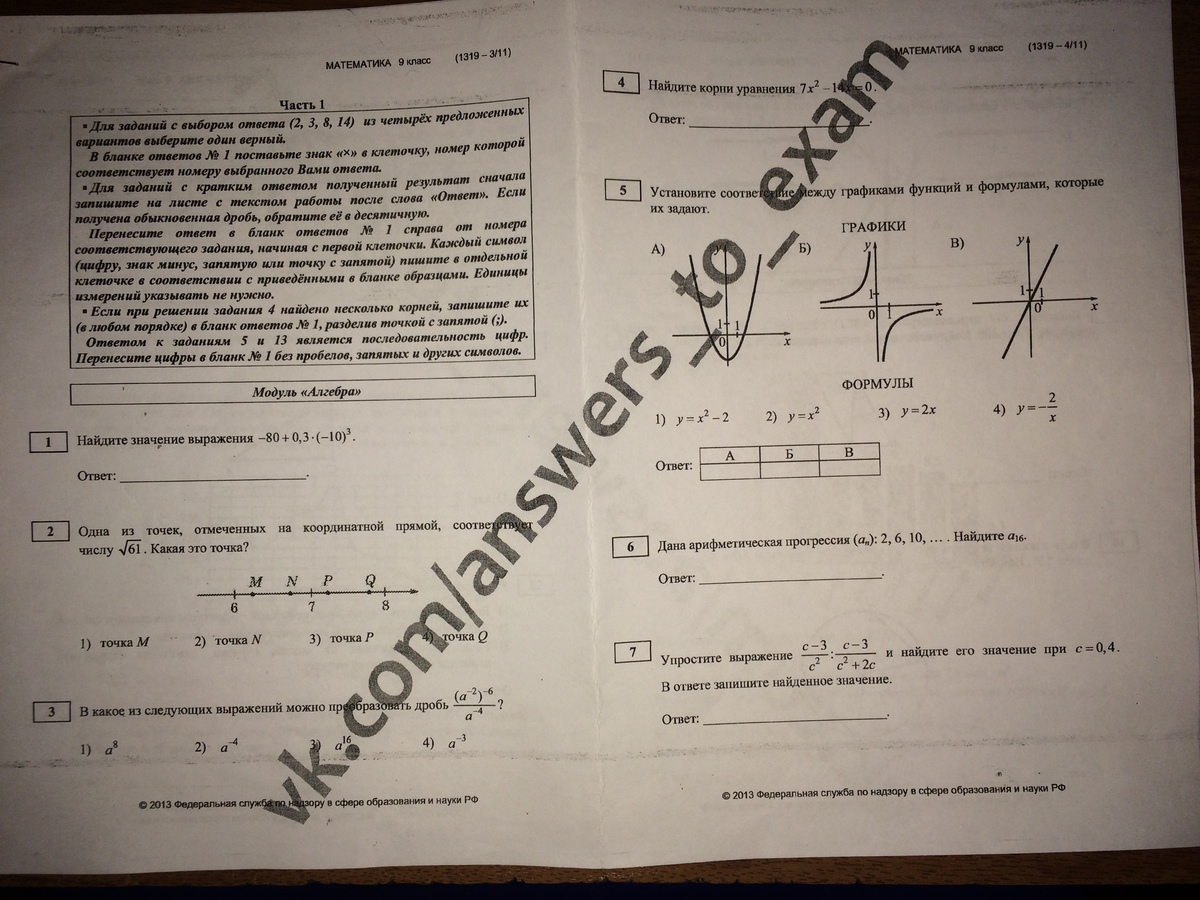 МАТЕМАТИКА 9 класс (1319 – 3/11)
Часть 1
▪ Для заданий с выбором ответа (2, 3, 8, 14) из четырёх предложенных
вариантов выберите один верный.
В бланке ответов № 1 поставьте знак «×» в клеточку, номер которой
соответствует номеру выбранного Вами ответа.
▪ Для заданий с кратким ответом полученный результат сначала
запишите на листе с текстом работы после слова «Ответ». Если
получена обыкновенная дробь, обратите её в десятичную.
Перенесите ответ в бланк ответов № 1 справа от номера
соответствующего задания, начиная с первой клеточки. Каждый символ
(цифру, знак минус, запятую или точку с запятой) пишите в отдельной
клеточке в соответствии с приведёнными в бланке образцами. Единицы
измерений указывать не нужно.
▪ Если при решении задания 4 найдено несколько корней, запишите их
(в любом порядке) в бланк ответов № 1, разделив точкой с запятой (;).
Ответом к заданиям 5 и 13 является последовательность цифр.
Перенесите цифры в бланк № 1 без пробелов, запятых и других символов.
Модуль «Алгебра»
1 Найдите значение выражения −80 + 0,3·(−10)³.
Ответ: ____________________.
2 Одна из точек, отмеченных на координатной прямой, соответствует
числу √61. Какая это точка?
M N P Q
6 7 8
1) точка M 2) точка N 3) точка P 4) точка Q
3 В какое из следующих выражений можно преобразовать дробь (a⁻²)⁻⁶/a⁻⁴?
1) a⁸ 2) a⁻⁴ 3) a¹⁶ 4) a⁻³
© 2013 Федеральная служба по надзору в сфере образования и науки РФ
МАТЕМАТИКА 9 класс (1319 – 4/11)
4 Найдите корни уравнения 7x² − 14x = 0.
Ответ: ____________________.
5 Установите соответствие между графиками функций и формулами, которые
их задают.
ГРАФИКИ
А) y 1 1 0 x Б) y 1 0 1 x В) y 1 1 0 x
ФОРМУЛЫ
1) y = x² − 2 2) y = x² 3) y = 2x 4) y = −2/x
Ответ: А Б В
6 Дана арифметическая прогрессия (aₙ): 2, 6, 10, … . Найдите a₁₆.
Ответ: ____________________.
7 Упростите выражение (c−3)/c² : (c−3)/(c²+2c) и найдите его значение при c = 0,4.
В ответе запишите найденное значение.
Ответ: ____________________.
© 2013 Федеральная служба по надзору в сфере образования и науки РФ
vk.com/answers_to_exam